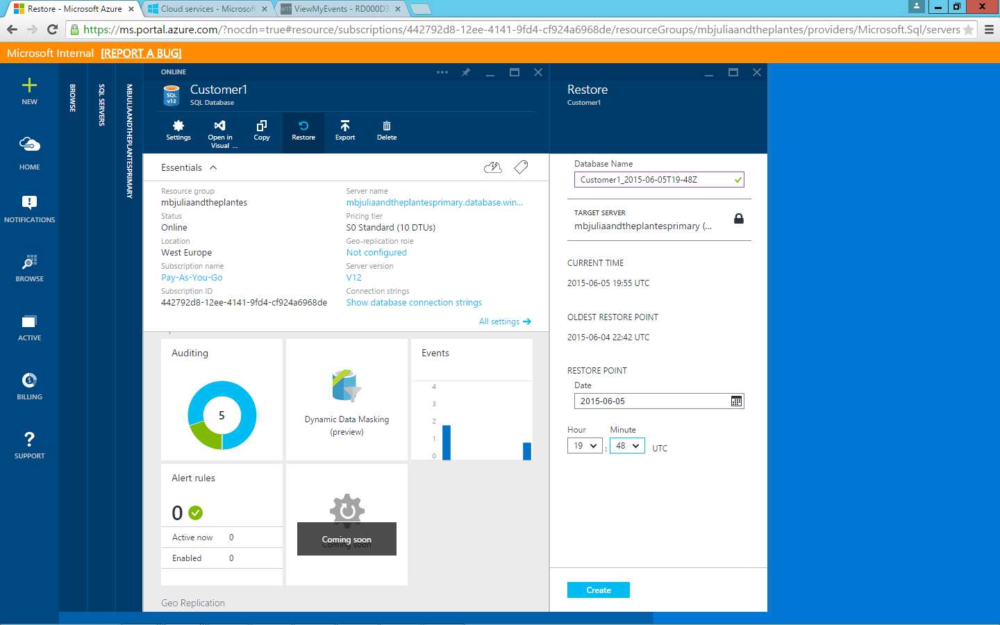 Restore - Microsoft Azure
Cloud services - Microsoft
ViewMyEvents - RD000D3
https://ms.portal.azure.com/?nocdn=true#resource/subscriptions/442792d8-12ee-4141-9fd4-cf924a6968de/resourceGroups/mbjuliaandtheplantes/providers/Microsoft.Sql/servers
Microsoft Internal [REPORT A BUG]
NEW
HOME
NOTIFICATIONS
BROWSE
ACTIVE
BILLING
SUPPORT
BROWSE
SQL SERVERS
MBJULIAANDTHEPLANTESPRIMARY
ONLINE
SQL
v12
Customer1
SQL Database
Settings
Open in
Visual ...
Copy
Restore
Export
Delete
Essentials
Resource group
mbjuliaandtheplantes
Status
Online
Location
West Europe
Subscription name
Pay-As-You-Go
Subscription ID
442792d8-12ee-4141-9fd4-cf924a6968de
Server name
mbjuliaandtheplantesprimary.database.win...
Pricing tier
S0 Standard (10 DTUs)
Geo-replication role
Not configured
Server version
V12
Connection strings
Show database connection strings
All settings
Auditing
5
Dynamic Data Masking
(preview)
Events
4
3
2
1
0
Alert rules
0
Active now 0
Enabled 0
Coming soon
Coming soon
Geo Replication
Restore
Customer1
Database Name
Customer1_2015-06-05T19-48Z
TARGET SERVER
mbjuliaandtheplantesprimary (...
CURRENT TIME
2015-06-05 19:55 UTC
OLDEST RESTORE POINT
2015-06-04 22:42 UTC
RESTORE POINT
Date
2015-06-05
Hour Minute
19 : 48 UTC
Create